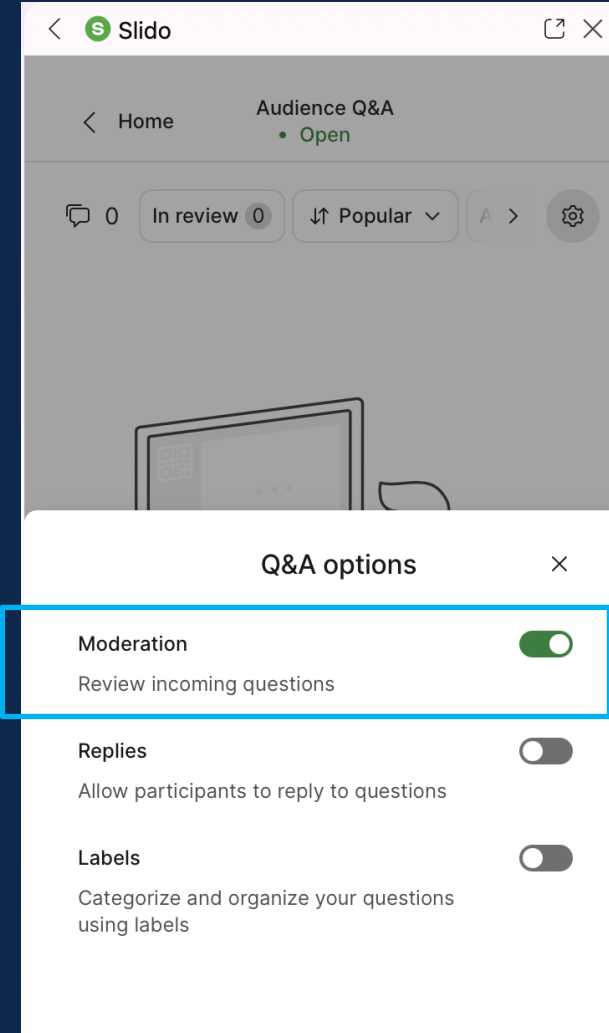 S Slido
Home
Audience Q&A
• Open
0 In review 0 Popular A
Q&A options
Moderation
Review incoming questions
Replies
Allow participants to reply to questions
Labels
Categorize and organize your questions
using labels